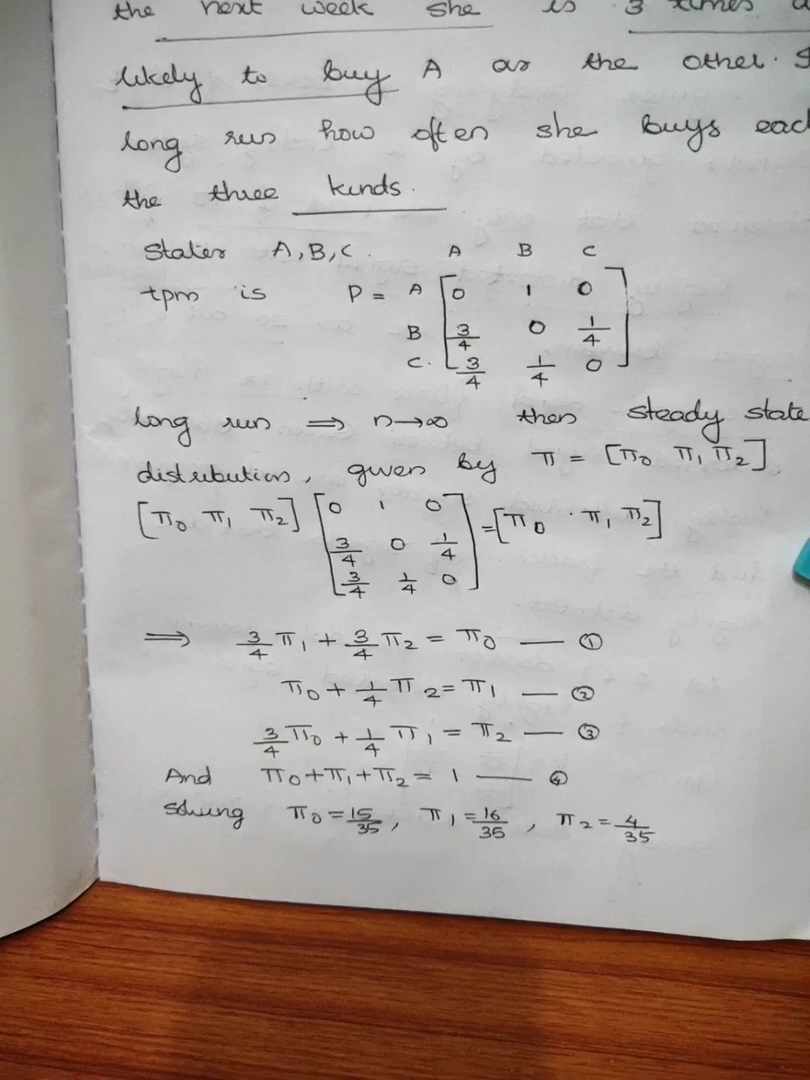 the next week she is 3 times
likely to buy A as the other.
long run how often she buys eac
the three kinds.
States A, B, C. A B C
tpm is P = A [ 0 1 0
B 3/4 0 1/4
C. 3/4 1/4 0 ]
long run ⇒ n→∞ then steady state
distribution, given by π = [π0 π1 π2].
[π0 π1 π2] [ 0 1 0
3/4 0 1/4
3/4 1/4 0 ] = [π0 π1 π2]
⇒ 3/4 π1 + 3/4 π2 = π0 — ①
π0 + 1/4 π2 = π1 — ②
3/4 π0 + 1/4 π1 = π2 — ③
And π0 + π1 + π2 = 1 — ④
Solving π0 = 15/35, π1 = 16/35, π2 = 4/35